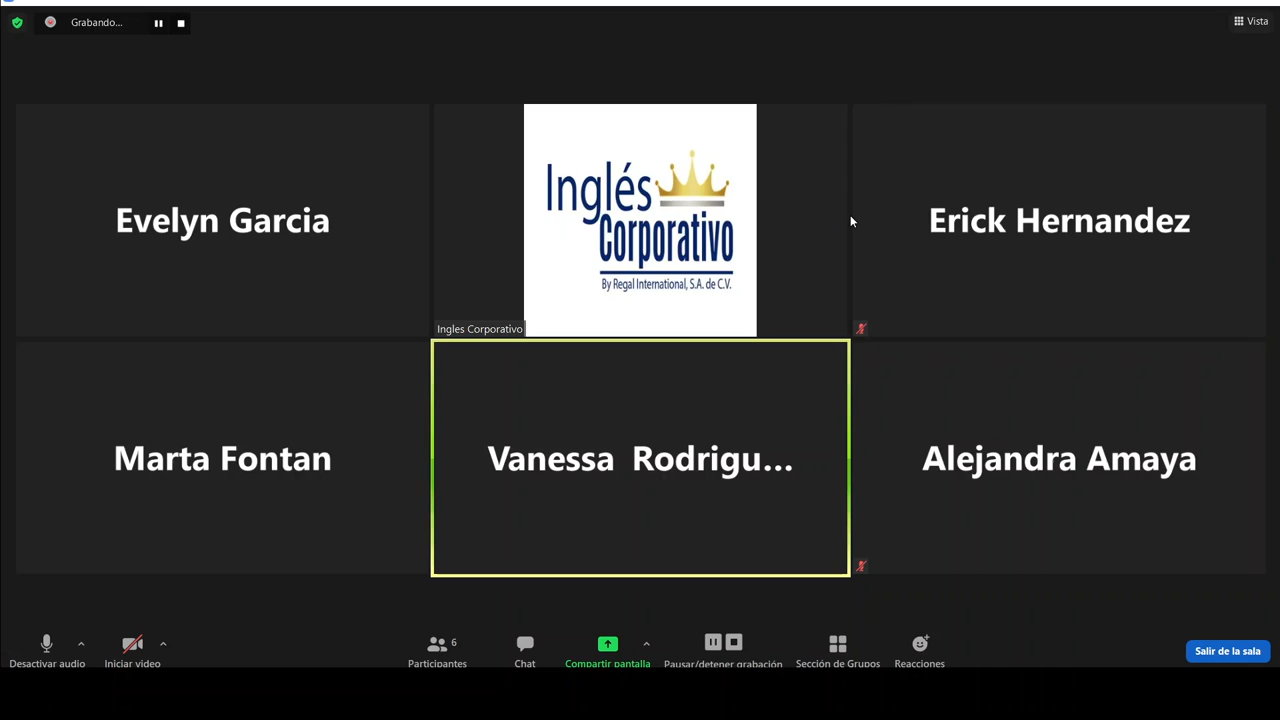 Grabando...
Vista
Evelyn Garcia
Inglés
Corporativo
By Regal International, S.A. de C.V.
Ingles Corporativo
Erick Hernandez
Marta Fontan
Vanessa Rodrigu...
Alejandra Amaya
Desactivar audio
Iniciar video
Participantes
6
Chat
Compartir pantalla
Pausar/detener grabación
Sección de Grupos
Reacciones
Salir de la sala